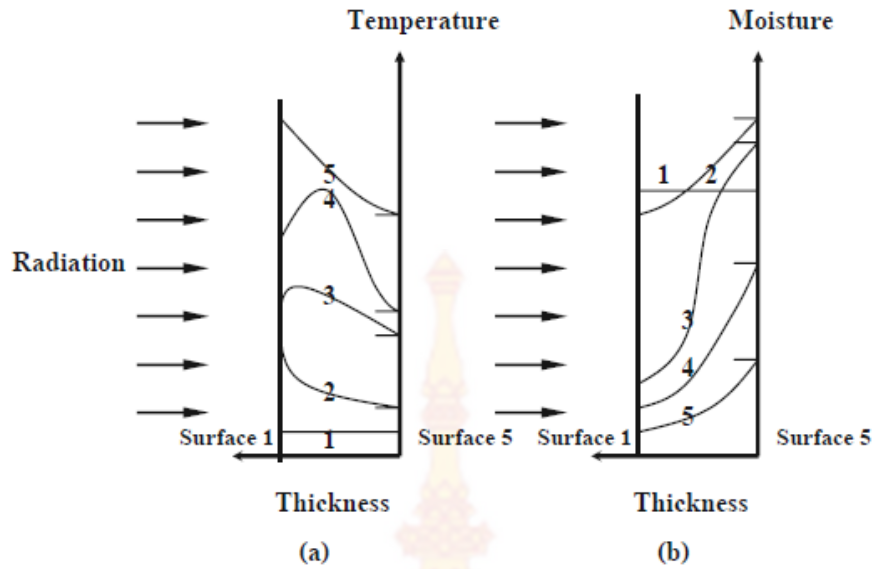 Temperature
Moisture
5
4
1 2
Radiation
3
3
4
2
5
Surface 1 1 Surface 5
Surface 1 Surface 5
Thickness
Thickness
(a)
(b)